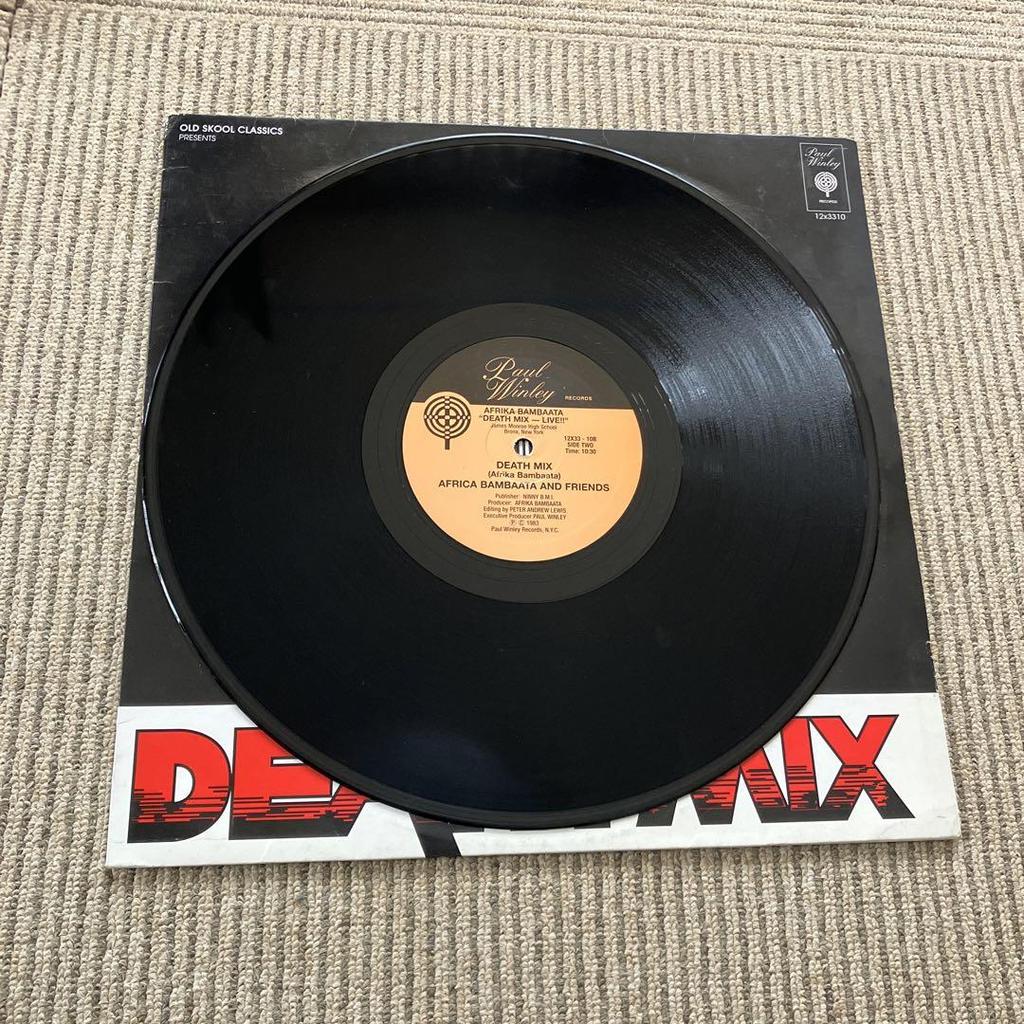 OLD SKOOL CLASSICS
PRESENTS
Paul
Winley
RECORDS
12x3310
Paul
Winley
RECORDS
AFRIKA BAMBAATA
"DEATH MIX — LIVE!!"
James Monroe High School
Bronx, New York
12X33 - 10B
SIDE TWO
Time: 10:30
DEATH MIX
(Afrika Bambaata)
AFRICA BAMBAATA AND FRIENDS
Publisher: NINNY B.M.I.
Producer: AFRIKA BAMBAATA
Editing by PETER ANDREW LEWIS
Executive Producer PAUL WINLEY
Ⓟ © 1983
Paul Winley Records, N.Y.C.
DEA MIX